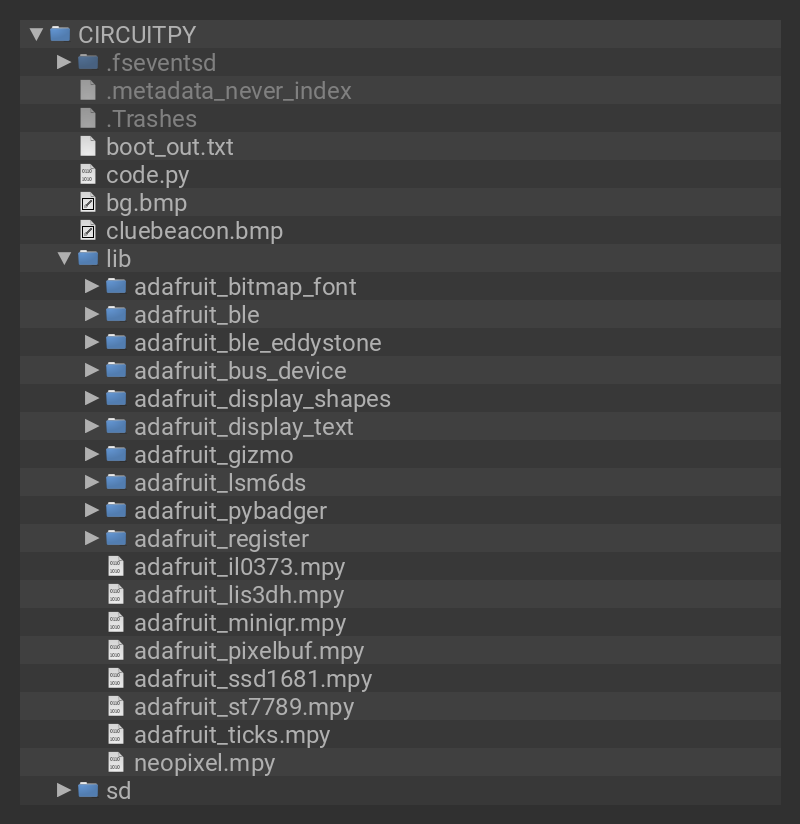 CIRCUITPY
.fseventsd
.metadata_never_index
.Trashes
boot_out.txt
code.py
bg.bmp
cluebeacon.bmp
lib
adafruit_bitmap_font
adafruit_ble
adafruit_ble_eddystone
adafruit_bus_device
adafruit_display_shapes
adafruit_display_text
adafruit_gizmo
adafruit_lsm6ds
adafruit_pybadger
adafruit_register
adafruit_il0373.mpy
adafruit_lis3dh.mpy
adafruit_miniqr.mpy
adafruit_pixelbuf.mpy
adafruit_ssd1681.mpy
adafruit_st7789.mpy
adafruit_ticks.mpy
neopixel.mpy
sd